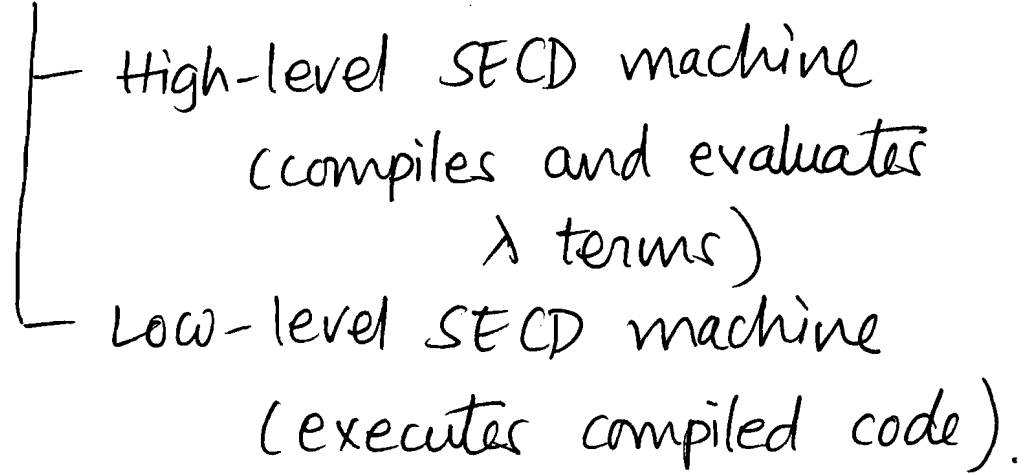 High-level SECD machine
(compiles and evaluates
λ terms)
Low-level SECD machine
(executes compiled code).